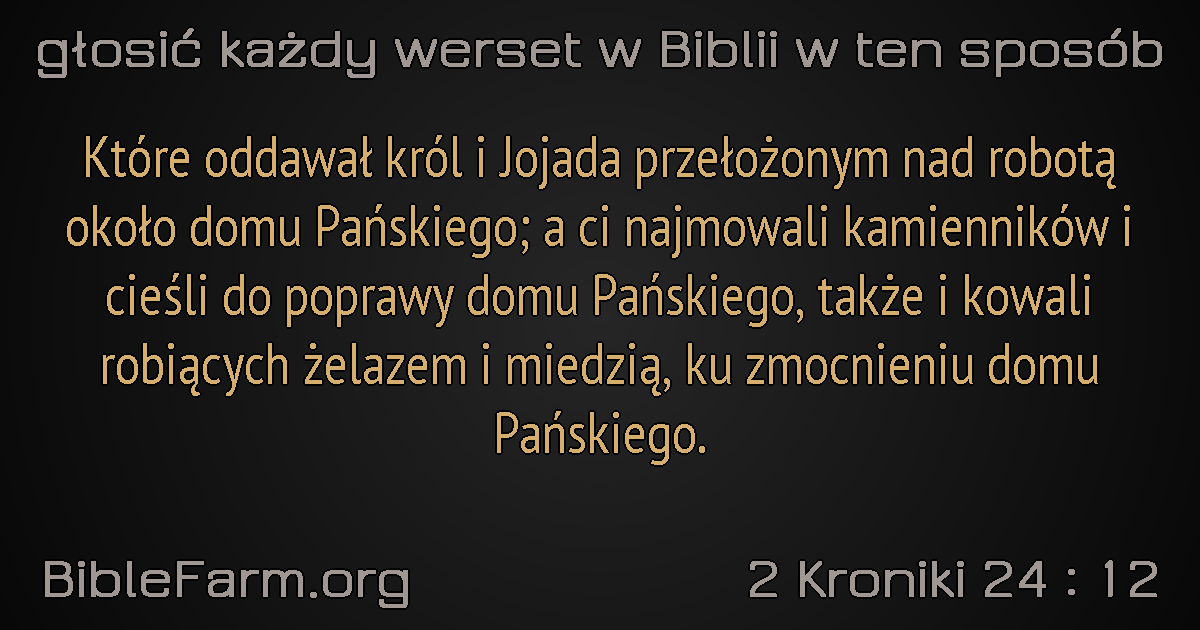 głosić każdy werset w Biblii w ten sposób
Które oddawał król i Jojada przełożonym nad robotą
około domu Pańskiego; a ci najmowali kamienników i
cieśli do poprawy domu Pańskiego, także i kowali
robiących żelazem i miedzią, ku zmocnieniu domu
Pańskiego.
BibleFarm.org
2 Kroniki 24 : 12